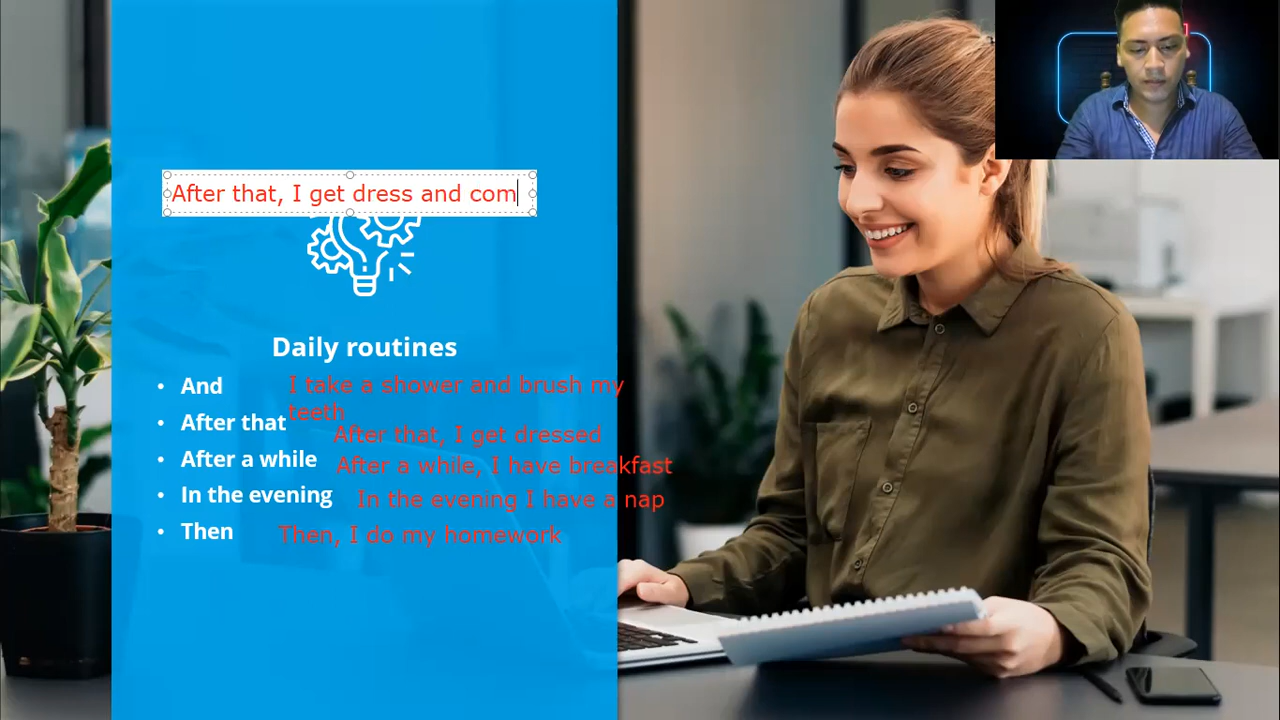 After that, I get dress and com
Daily routines
• And
I take a shower and brush my
teeth
• After that
After that, I get dressed
• After a while
After a while, I have breakfast
• In the evening
In the evening I have a nap
• Then
Then, I do my homework